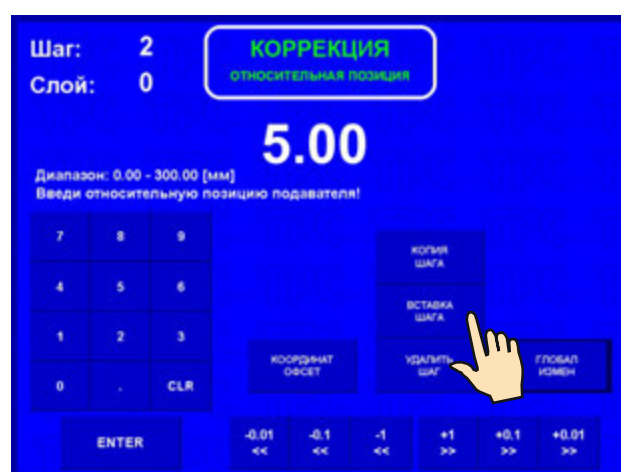 Шаг: 2
КОРРЕКЦИЯ
Слой: 0
ОТНОСИТЕЛЬНАЯ ПОЗИЦИЯ
5.00
Диапазон: 0.00 - 300.00 [мм]
Введи относительную позицию подавателя!
7 8 9
КОПИЯ
ШАГА
4 5 6
ВСТАВКА
ШАГА
1 2 3
КООРДИНАТ
ОФСЕТ
УДАЛИТЬ
ШАГ
ГЛОБАЛ
ИЗМЕН
0 . CLR
ENTER
-0.01 -0.1 -1 +1 +0.1 +0.01
<< << << >> >> >>